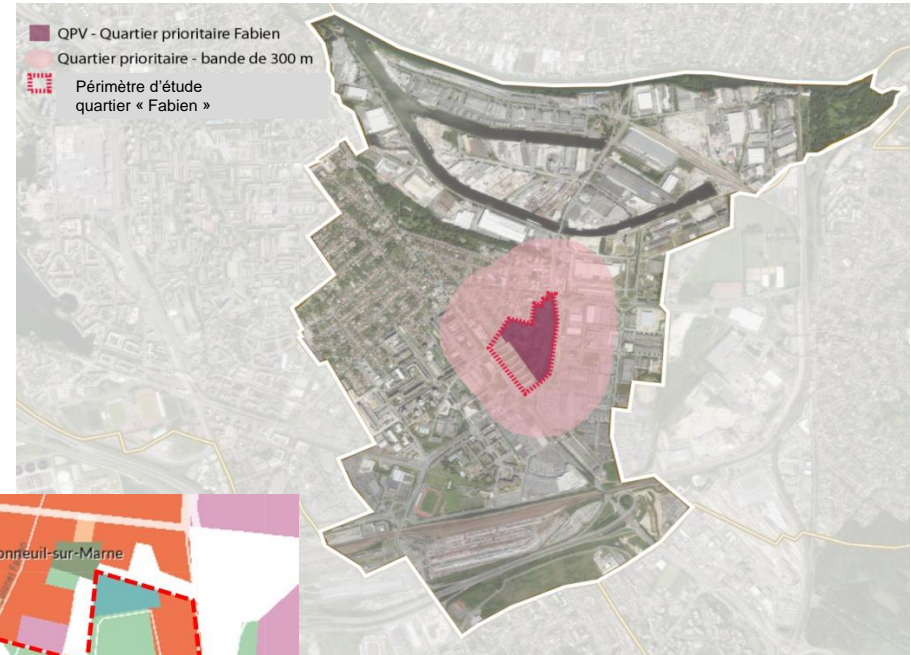 QPV - Quartier prioritaire Fabien
Quartier prioritaire - bande de 300 m
Périmètre d'étude
quartier « Fabien »
onneuil-sur-Marne